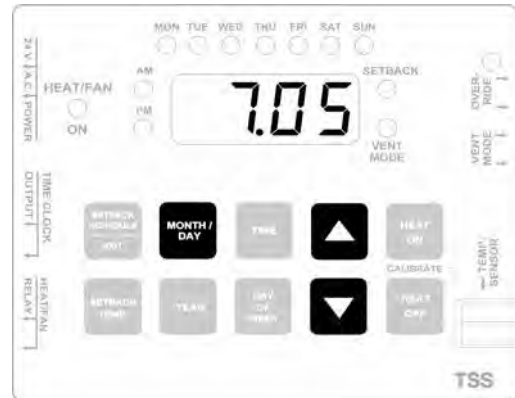 MON TUE WED THU FRI SAT SUN
24 V. (A.C.) POWER
HEAT/FAN
ON
AM
PM
7.05
SETBACK
VENT
MODE
OVER-
RIDE
VENT
MODE
TIME CLOCK
OUTPUT
SETBACK
SCHEDULE
MONTH /
DAY
TIME
HEAT
ON
CALIBRATE
TEMP.
SENSOR
HEAT/FAN
RELAY
SETBACK
TEMP
YEAR
DAY
OF
WEEK
HEAT
OFF
TSS